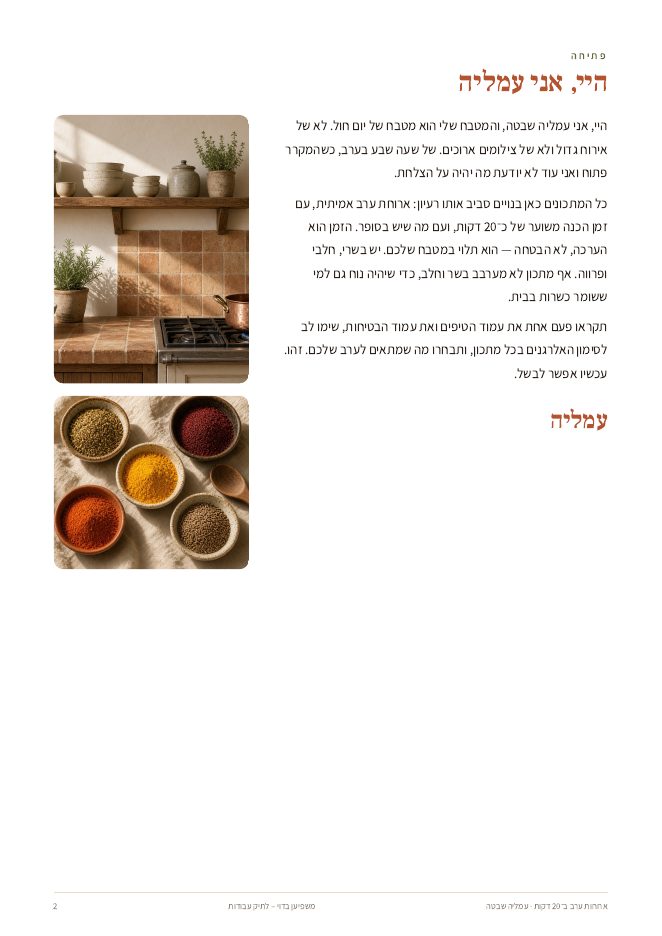 פתיחה
היי, אני עמליה
היי, אני עמליה שבטה, והמטבח שלי הוא מטבח של יום חול. לא של
אירוח גדול ולא של צילומים ארוכים. של שעה שבע בערב, כשהמקרר
פתוח ואני עוד לא יודעת מה יהיה על הצלחת.
כל המתכונים כאן בנויים סביב אותו רעיון: ארוחת ערב אמיתית, עם
זמן הכנה משוער של כ־20 דקות, ועם מה שיש בסופר. הזמן הוא
הערכה, לא הבטחה — הוא תלוי במטבח שלכם. יש בשרי, חלבי
ופרווה. אף מתכון לא מערבב בשר וחלב, כדי שיהיה נוח גם למי
ששומר כשרות בבית.
תקראו פעם אחת את עמוד הטיפים ואת עמוד הבטיחות, שימו לב
לסימון האלרגנים בכל מתכון, ותבחרו מה שמתאים לערב שלכם. זהו.
עכשיו אפשר לבשל.
עמליה
ארוחות ערב ב־20 דקות · עמליה שבטה
משפיען בדוי – לתיק עבודות
2